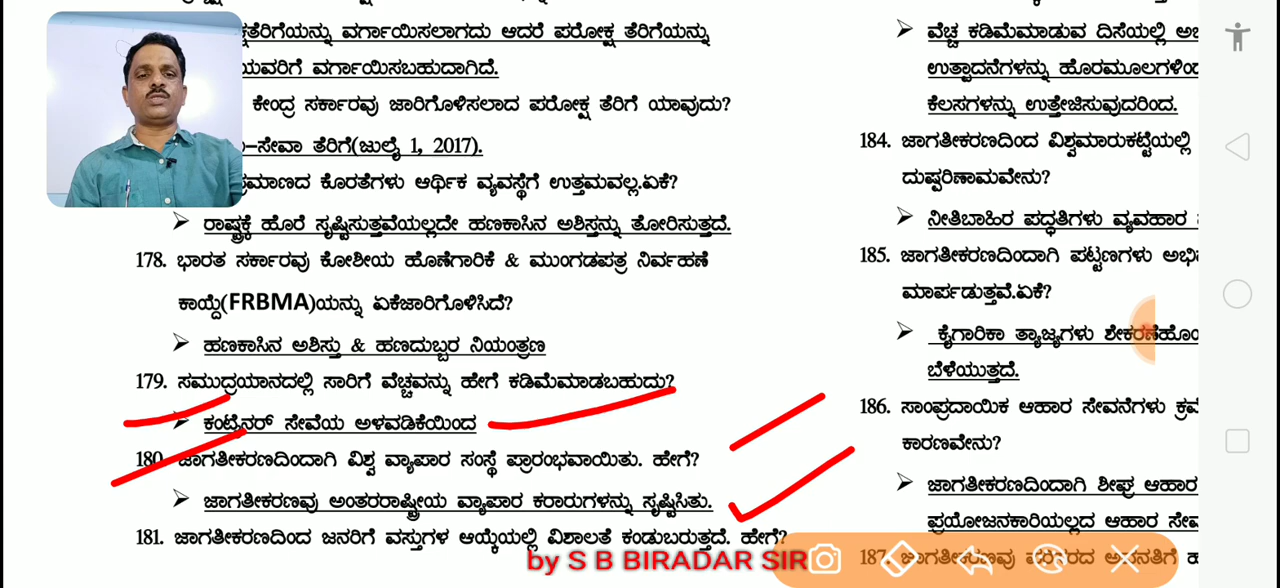 ಕ್ಷತೆರಿಗೆಯನ್ನು ವರ್ಗಾಯಿಸಲಾಗದು ಆದರೆ ಪರೋಕ್ಷ ತೆರಿಗೆಯನ್ನು
ಯವರಿಗೆ ವರ್ಗಾಯಿಸಬಹುದಾಗಿದೆ.
ಕೇಂದ್ರ ಸರ್ಕಾರವು ಜಾರಿಗೊಳಿಸಲಾದ ಪರೋಕ್ಷ ತೆರಿಗೆ ಯಾವುದು?
–ಸೇವಾ ತೆರಿಗೆ(ಜುಲೈ 1, 2017).
ಪ್ರಮಾಣದ ಕೊರತೆಗಳು ಆರ್ಥಿಕ ವ್ಯವಸ್ಥೆಗೆ ಉತ್ತಮವಲ್ಲ.ಏಕೆ?
➢ ರಾಷ್ಟ್ರಕ್ಕೆ ಹೊರೆ ಸೃಷ್ಟಿಸುತ್ತವೆಯಲ್ಲದೇ ಹಣಕಾಸಿನ ಅಶಿಸ್ತನ್ನು ತೋರಿಸುತ್ತದೆ.
178. ಭಾರತ ಸರ್ಕಾರವು ಕೋಶೀಯ ಹೊಣೆಗಾರಿಕೆ & ಮುಂಗಡಪತ್ರ ನಿರ್ವಹಣೆ
ಕಾಯ್ದೆ(FRBMA)ಯನ್ನು ಏಕೆಜಾರಿಗೊಳಿಸಿದೆ?
➢ ಹಣಕಾಸಿನ ಅಶಿಸ್ತು & ಹಣದುಬ್ಬರ ನಿಯಂತ್ರಣ
179. ಸಮುದ್ರಯಾನದಲ್ಲಿ ಸಾರಿಗೆ ವೆಚ್ಚವನ್ನು ಹೇಗೆ ಕಡಿಮೆಮಾಡಬಹುದು?
➢ ಕಂಟೈನರ್ ಸೇವೆಯ ಅಳವಡಿಕೆಯಿಂದ
180. ಜಾಗತೀಕರಣದಿಂದಾಗಿ ವಿಶ್ವ ವ್ಯಾಪಾರ ಸಂಸ್ಥೆ ಪ್ರಾರಂಭವಾಯಿತು. ಹೇಗೆ?
➢ ಜಾಗತೀಕರಣವು ಅಂತರರಾಷ್ಟ್ರೀಯ ವ್ಯಾಪಾರ ಕರಾರುಗಳನ್ನು ಸೃಷ್ಟಿಸಿತು.
181. ಜಾಗತೀಕರಣದಿಂದ ಜನರಿಗೆ ವಸ್ತುಗಳ ಆಯ್ಕೆಯಲ್ಲಿ ವಿಶಾಲತೆ ಕಂಡುಬರುತ್ತದೆ. ಹೇಗೆ?
by S B BIRADAR SIR
➢ ವೆಚ್ಚ ಕಡಿಮೆಮಾಡುವ ದಿಸೆಯಲ್ಲಿ
ಉತ್ಪಾದನೆಗಳನ್ನು ಹೊರಮೂಲಗಳಿಂದ
ಕೆಲಸಗಳನ್ನು ಉತ್ತೇಜಿಸುವುದರಿಂದ.
184. ಜಾಗತೀಕರಣದಿಂದ ವಿಶ್ವಮಾರುಕಟ್ಟೆಯಲ್ಲಿ
ದುಷ್ಪರಿಣಾಮವೇನು?
➢ ನೀತಿಬಾಹಿರ ಪದ್ಧತಿಗಳು ವ್ಯವಹಾರ
185. ಜಾಗತೀಕರಣದಿಂದಾಗಿ ಪಟ್ಟಣಗಳು
ಮಾರ್ಪಡುತ್ತವೆ.ಏಕೆ?
➢ ಕೈಗಾರಿಕಾ ತ್ಯಾಜ್ಯಗಳು
ಬೆಳೆಯುತ್ತದೆ.
186. ಸಾಂಪ್ರದಾಯಿಕ ಆಹಾರ ಸೇವನೆಗಳು
ಕಾರಣವೇನು?
➢ ಜಾಗತೀಕರಣದಿಂದಾಗಿ ಶೀಘ್ರ ಆಹಾರ
ಪ್ರಯೋಜನಕಾರಿಯಲ್ಲದ ಆಹಾರ
187. ಜಾಗತೀಕರಣವು